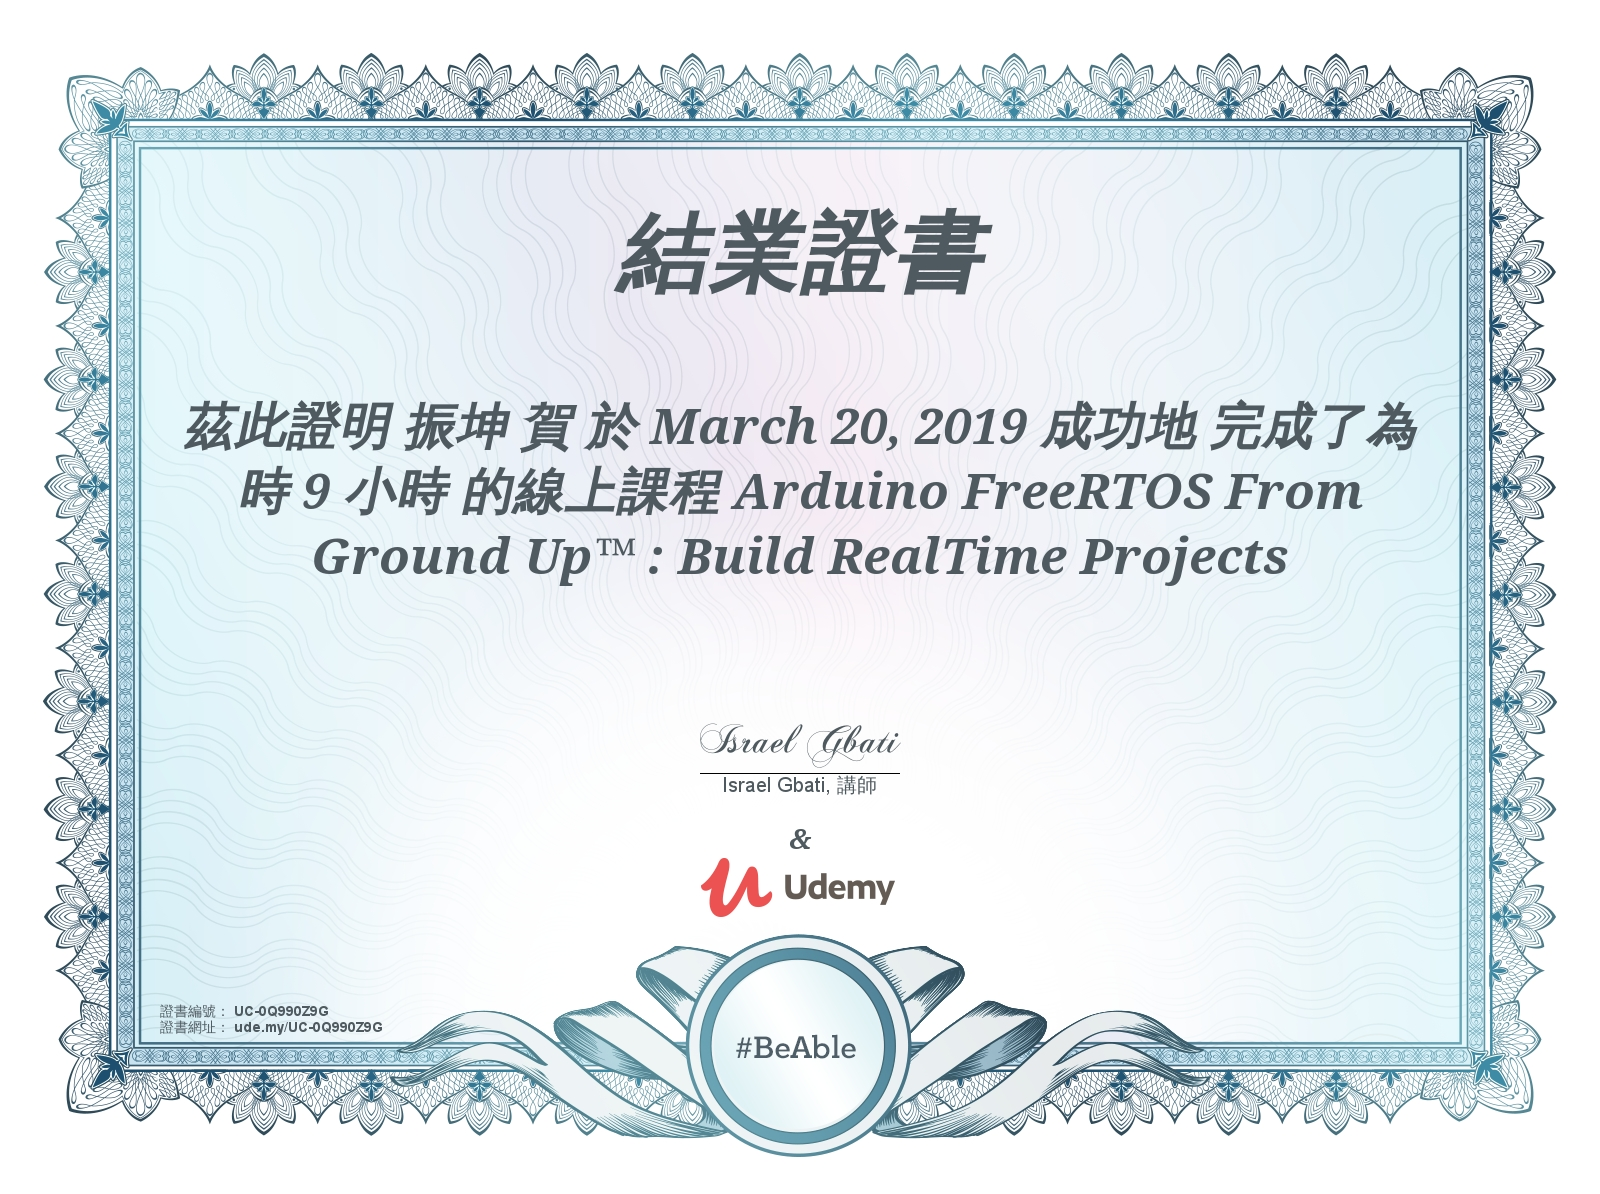 結業證書
茲此證明 振坤 賀 於 March 20, 2019 成功地 完成了為
時 9 小時 的線上課程 Arduino FreeRTOS From
Ground Up™ : Build RealTime Projects
Israel Gbati
Israel Gbati, 講師
&
Udemy
證書編號： UC-0Q990Z9G
證書網址： ude.my/UC-0Q990Z9G
#BeAble